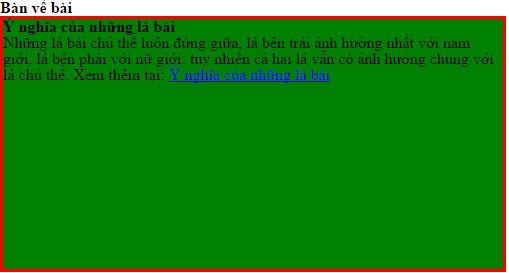 Bàn về bài
Ý nghĩa của những lá bài
Những lá bài chủ thể luôn đứng giữa, lá bên trái ảnh hưởng nhất với nam
giới, lá bên phải với nữ giới; tuy nhiên cả hai lá vẫn có ảnh hưởng chung với
lá chủ thể. Xem thêm tại: Ý nghĩa của những lá bài